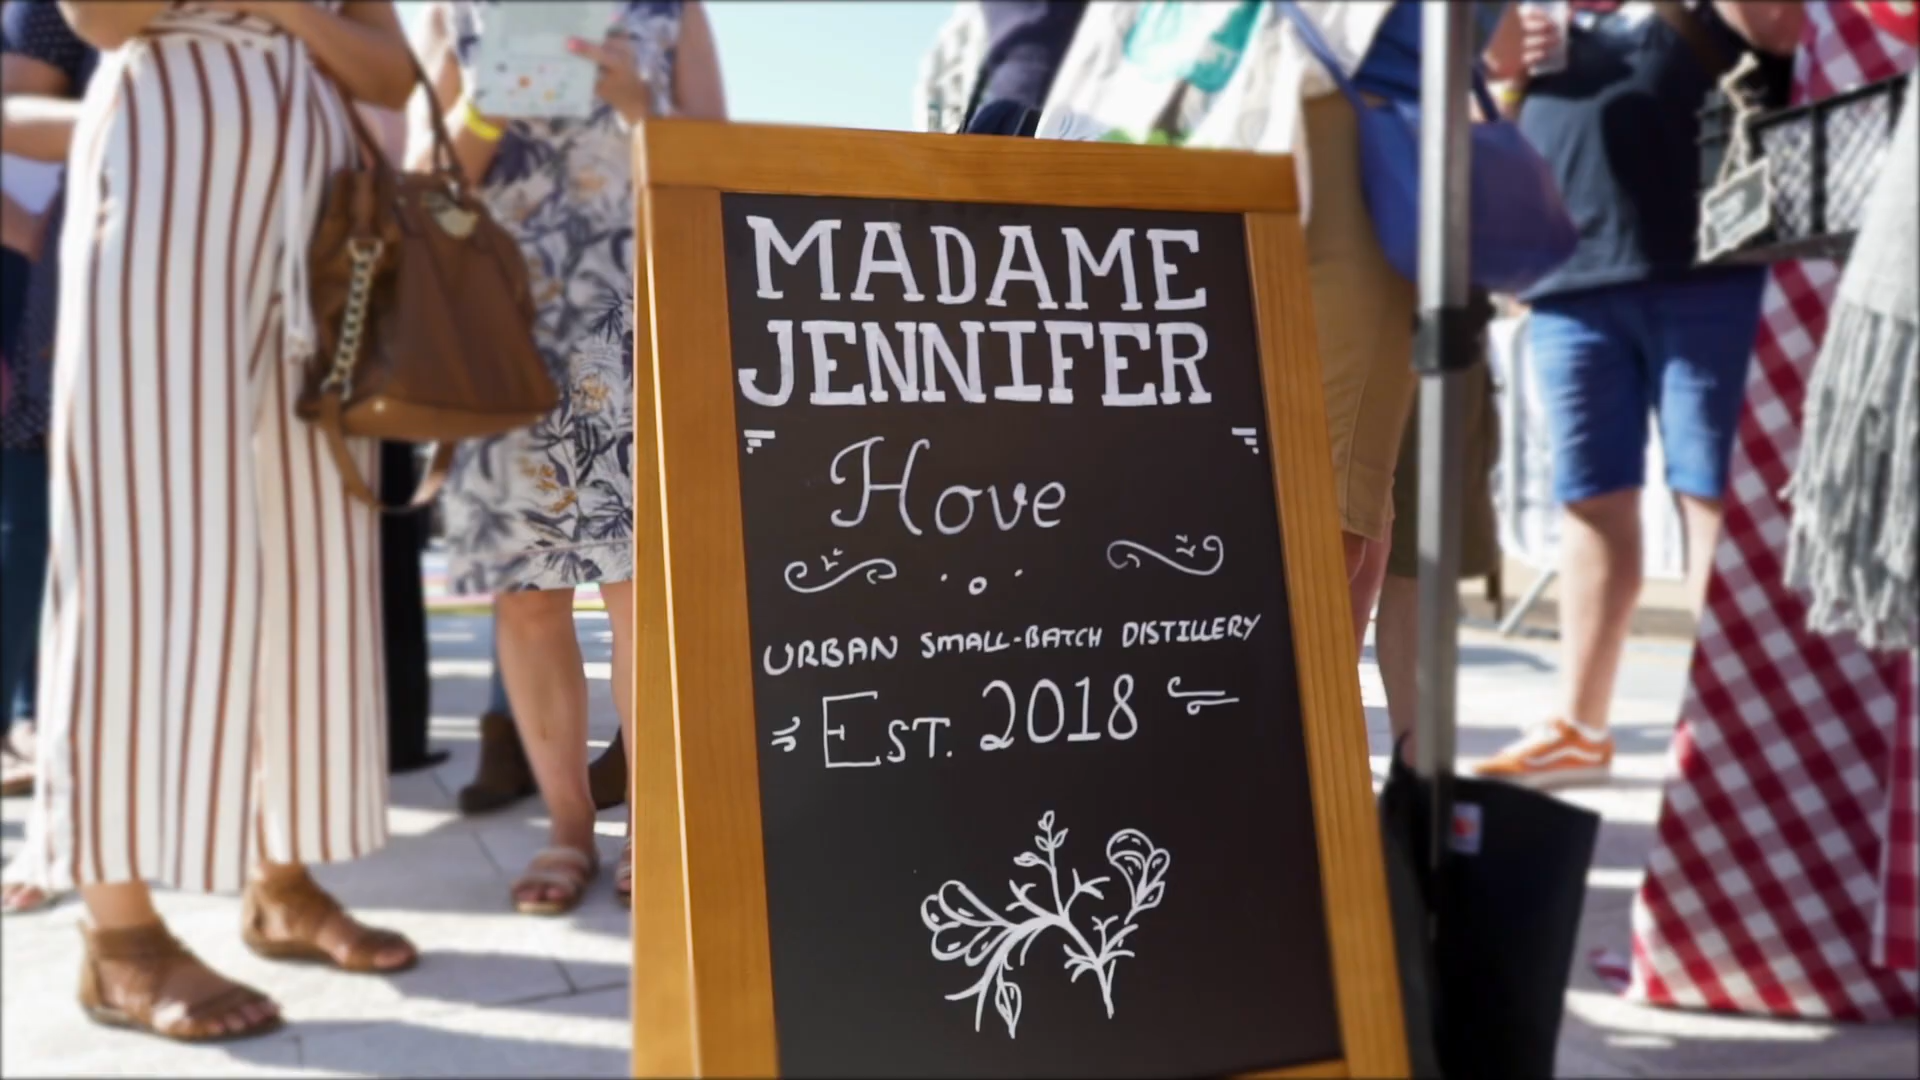 MADAME
JENNIFER
Hove
URBAN SMALL-BATCH DISTILLERY
EST. 2018